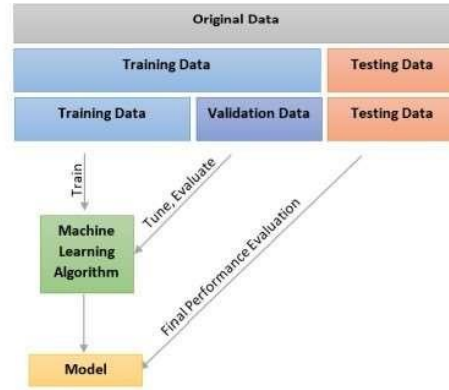 Original Data
Training Data
Testing Data
Training Data
Validation Data
Testing Data
Train
Tune, Evaluate
Final Performance Evaluation
Machine
Learning
Algorithm
Model